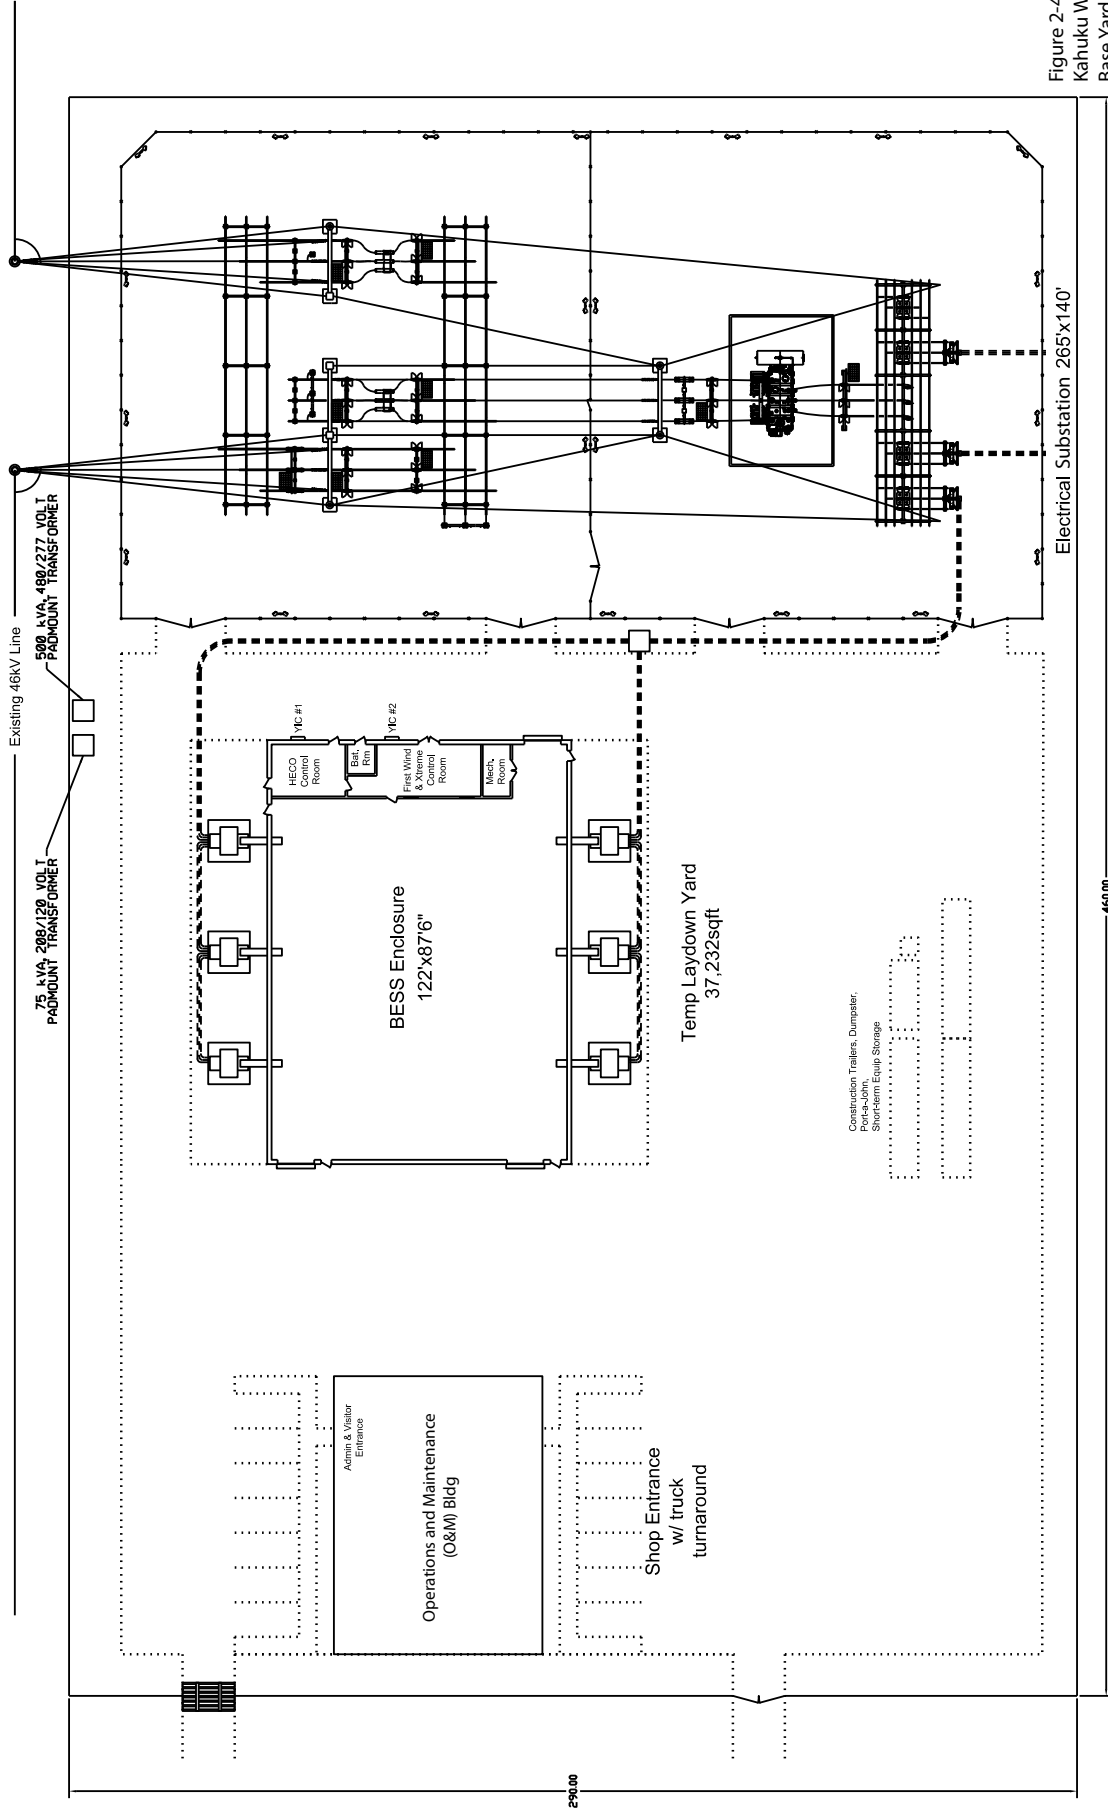 Existing 46kV Line
500 kVA, 480/277 VOLT
PADMOUNT TRANSFORMER
75 kVA, 208/120 VOLT
PADMOUNT TRANSFORMER
Electrical Substation 265'x140'
YIC #1
YIC #2
HECO
Control
Room
Bat.
Rm
First Wind
& Xtreme
Control
Room
Mech.
Room
BESS Enclosure
122'x87'6"
Temp Laydown Yard
37,232sqft
Construction Trailers, Dumpster,
Port-a-John,
Short-term Equip Storage
Admin & Visitor
Entrance
Operations and Maintenance
(O&M) Bldg
Shop Entrance
w/ truck
turnaround
290.00
460.00
Figure 2-4
Kahuku W
Base Yard